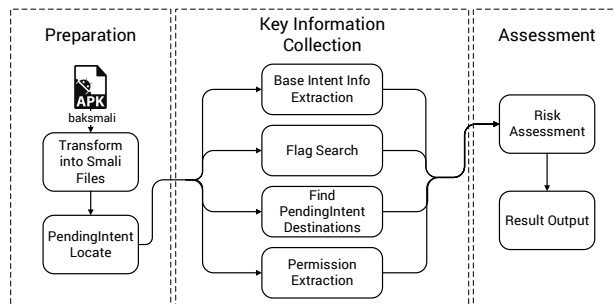 Preparation
APK
baksmali
Transform
into Smali
Files
PendingIntent
Locate
Key Information
Collection
Base Intent Info
Extraction
Flag Search
Find
PendingIntent
Destinations
Permission
Extraction
Assessment
Risk
Assessment
Result Output